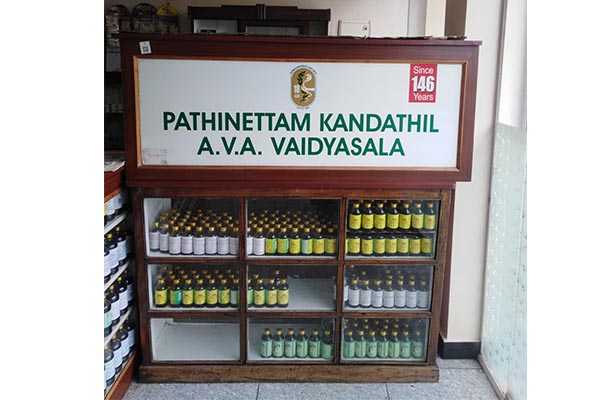 Since
146
Years
PATHINETTAM KANDATHIL
A.V.A. VAIDYASALA